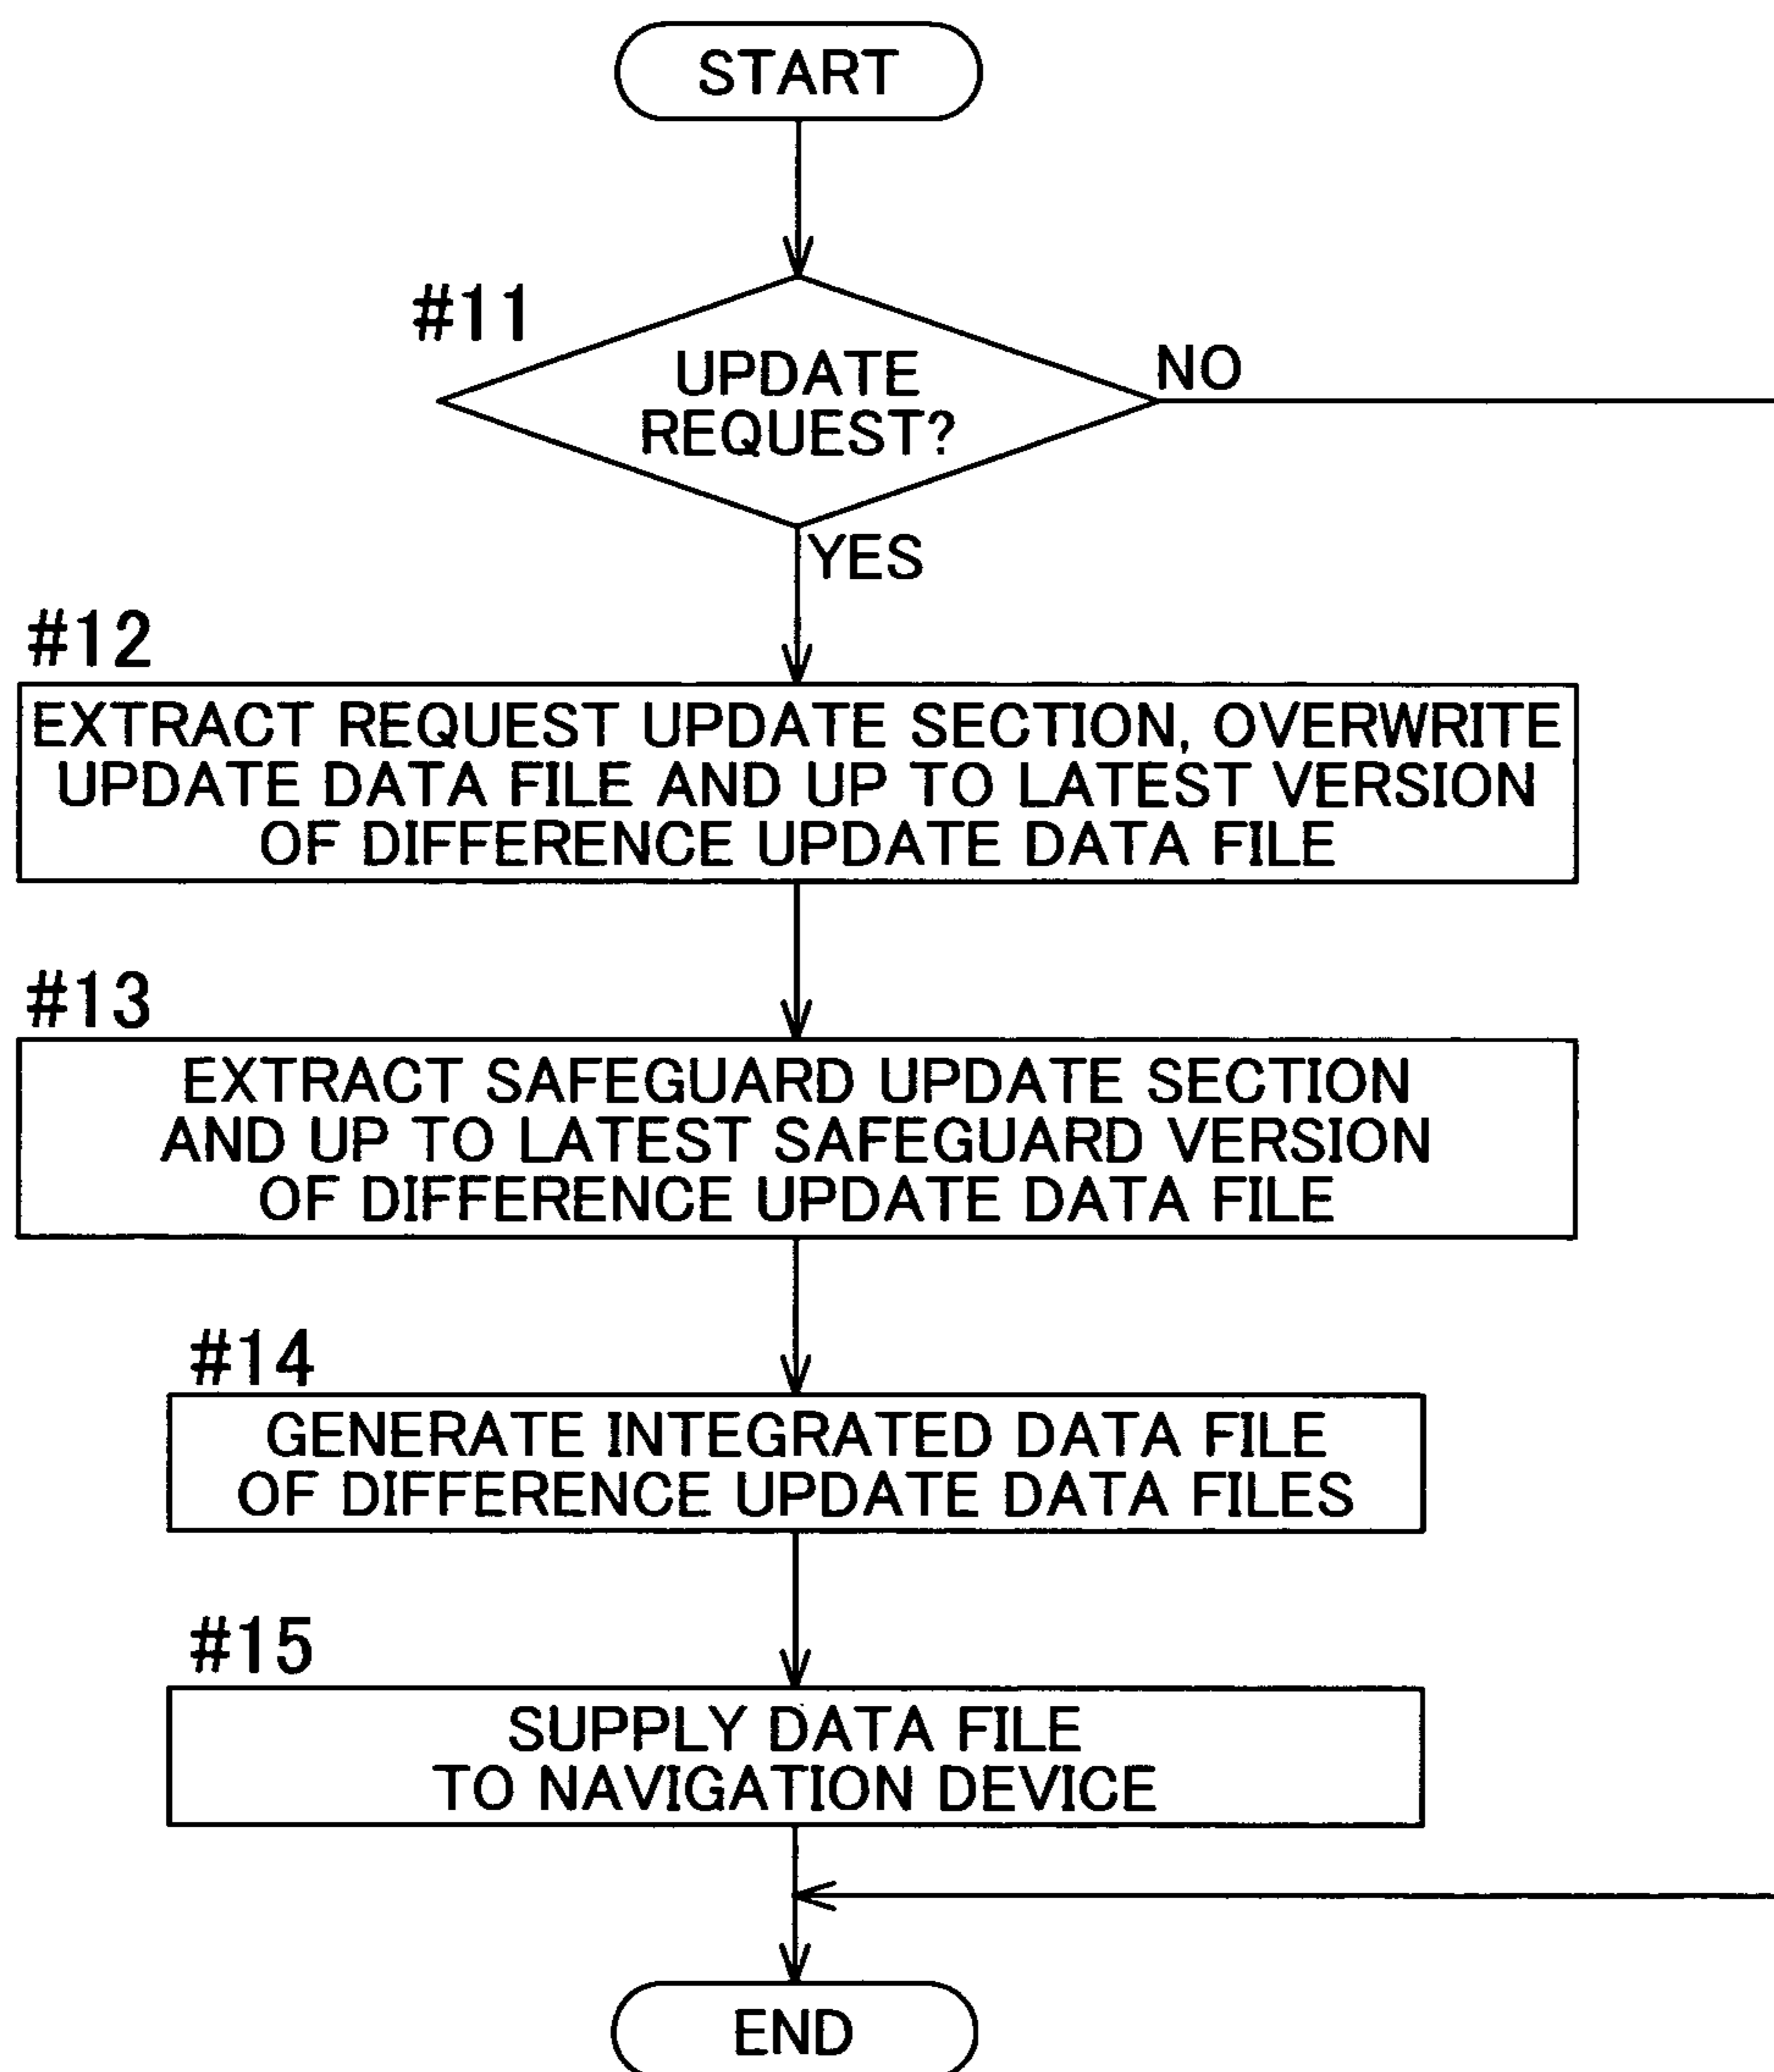 START
#11
UPDATE
REQUEST?
NO
YES
#12
EXTRACT REQUEST UPDATE SECTION, OVERWRITE
UPDATE DATA FILE AND UP TO LATEST VERSION
OF DIFFERENCE UPDATE DATA FILE
#13
EXTRACT SAFEGUARD UPDATE SECTION
AND UP TO LATEST SAFEGUARD VERSION
OF DIFFERENCE UPDATE DATA FILE
#14
GENERATE INTEGRATED DATA FILE
OF DIFFERENCE UPDATE DATA FILES
#15
SUPPLY DATA FILE
TO NAVIGATION DEVICE
END